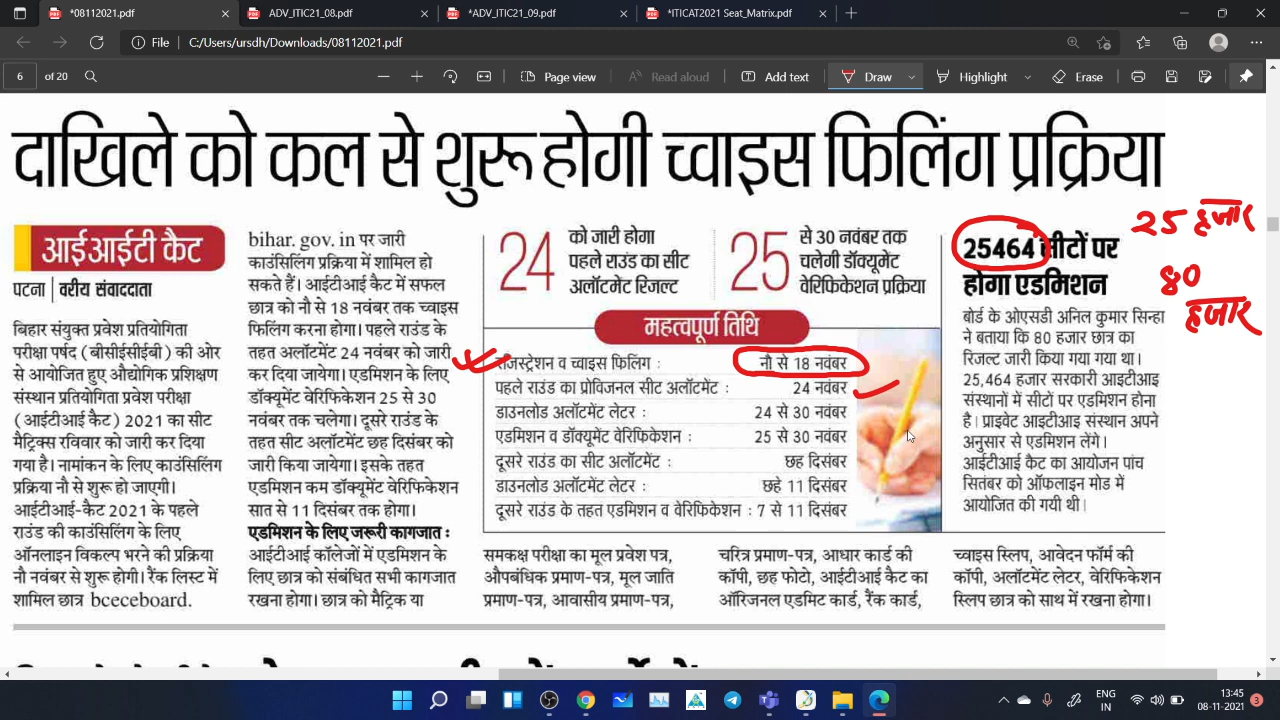 *08112021.pdf
ADV_ITIC21_08.pdf
*ADV_ITIC21_09.pdf
*ITICAT2021 Seat_Matrix.pdf
File
C:/Users/ursdh/Downloads/08112021.pdf
6 of 20
Page view
Read aloud
Add text
Draw
Highlight
Erase
दाखिले को कल से शुरू होगी च्वाइस फिलिंग प्रक्रिया
आईआईटी कैट
पटना | वरीय संवाददाता
बिहार संयुक्त प्रवेश प्रतियोगिता
परीक्षा पर्षद (बीसीईसीईबी) की ओर
से आयोजित हुए औद्योगिक प्रशिक्षण
संस्थान प्रतियोगिता प्रवेश परीक्षा
(आईटीआई कैट) 2021 का सीट
मैट्रिक्स रविवार को जारी कर दिया
गया है। नामांकन के लिए काउंसिलिंग
प्रक्रिया नौ से शुरू हो जाएगी।
आईटीआई-कैट 2021 के पहले
राउंड की काउंसिलिंग के लिए
ऑनलाइन विकल्प भरने की प्रक्रिया
नौ नवंबर से शुरू होगी। रैंक लिस्ट में
शामिल छात्र bceceboard.
bihar. gov. in पर जारी
काउंसिलिंग प्रक्रिया में शामिल हो
सकते हैं। आईटीआई कैट में सफल
छात्र को नौ से 18 नवंबर तक च्वाइस
फिलिंग करना होगा। पहले राउंड के
तहत अलॉटमेंट 24 नवंबर को जारी
कर दिया जायेगा। एडमिशन के लिए
डॉक्यूमेंट वेरिफिकेशन 25 से 30
नवंबर तक चलेगा। दूसरे राउंड के
तहत सीट अलॉटमेंट छह दिसंबर को
जारी किया जायेगा। इसके तहत
एडमिशन कम डॉक्यूमेंट वेरिफिकेशन
सात से 11 दिसंबर तक होगा।
एडमिशन के लिए जरूरी कागजात :
आईटीआई कॉलेजों में एडमिशन के
लिए छात्र को संबंधित सभी कागजात
रखना होगा। छात्र को मैट्रिक या
24 को जारी होगा
पहले राउंड का सीट
अलॉटमेंट रिजल्ट
25 से 30 नवंबर तक
चलेगी डॉक्यूमेंट
वेरिफिकेशन प्रक्रिया
महत्वपूर्ण तिथि
रजिस्ट्रेशन व च्वाइस फिलिंग : नौ से 18 नवंबर
पहले राउंड का प्रोविजनल सीट अलॉटमेंट : 24 नवंबर
डाउनलोड अलॉटमेंट लेटर : 24 से 30 नवंबर
एडमिशन व डॉक्यूमेंट वेरिफिकेशन : 25 से 30 नवंबर
दूसरे राउंड का सीट अलॉटमेंट : छह दिसंबर
डाउनलोड अलॉटमेंट लेटर : छहे 11 दिसंबर
दूसरे राउंड के तहत एडमिशन व वेरिफिकेशन : 7 से 11 दिसंबर
समकक्ष परीक्षा का मूल प्रवेश पत्र,
औपबंधिक प्रमाण-पत्र, मूल जाति
प्रमाण-पत्र, आवासीय प्रमाण-पत्र,
चरित्र प्रमाण-पत्र, आधार कार्ड की
कॉपी, छह फोटो, आईटीआई कैट का
ऑरिजनल एडमिट कार्ड, रैंक कार्ड,
25464 सीटों पर
होगा एडमिशन
बोर्ड के ओएसडी अनिल कुमार सिन्हा
ने बताया कि 80 हजार छात्र का
रिजल्ट जारी किया गया गया था।
25,464 हजार सरकारी आइटीआइ
संस्थानों में सीटों पर एडमिशन होना
है। प्राइवेट आइटीआइ संस्थान अपने
अनुसार से एडमिशन लेंगे।
आईटीआई कैट का आयोजन पांच
सितंबर को ऑफलाइन मोड में
आयोजित की गयी थी।
च्वाइस स्लिप, आवेदन फॉर्म की
कॉपी, अलॉटमेंट लेटर, वेरिफिकेशन
स्लिप छात्र को साथ में रखना होगा।
25 हजार
80
हजार
ENG
IN
13:45
08-11-2021
3